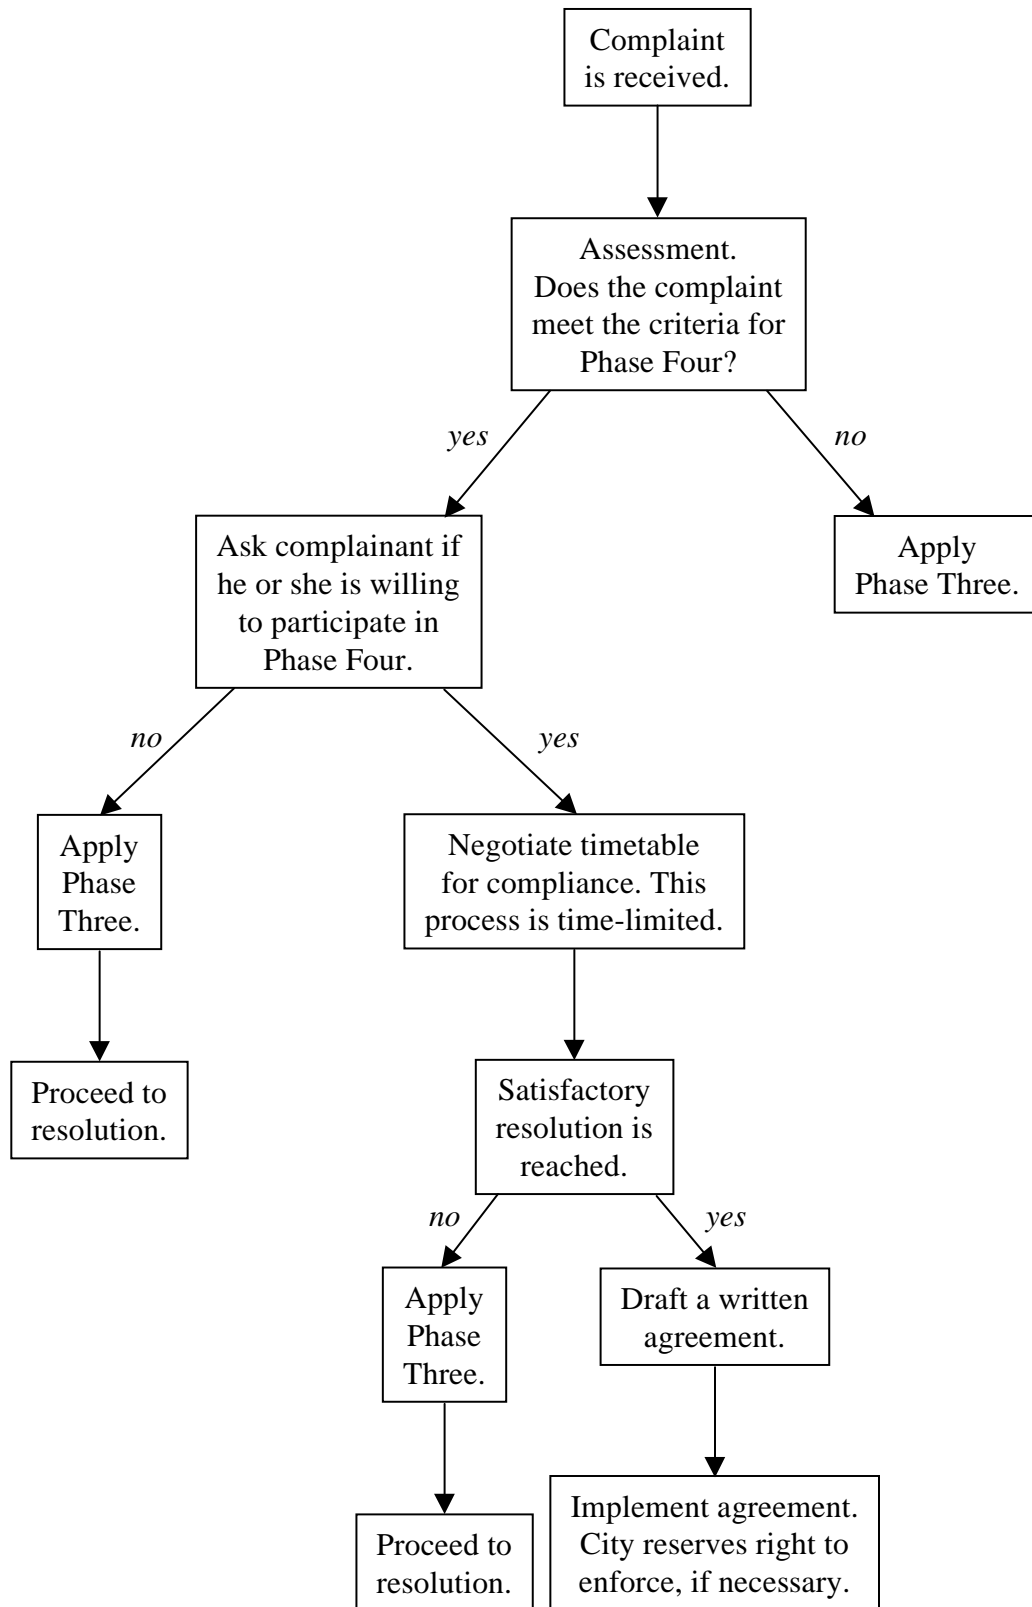 Complaint
is received.
Assessment.
Does the complaint
meet the criteria for
Phase Four?
yes
no
Ask complainant if
he or she is willing
to participate in
Phase Four.
Apply
Phase Three.
no
yes
Apply
Phase
Three.
Negotiate timetable
for compliance. This
process is time-limited.
Proceed to
resolution.
Satisfactory
resolution is
reached.
no
yes
Apply
Phase
Three.
Draft a written
agreement.
Proceed to
resolution.
Implement agreement.
City reserves right to
enforce, if necessary.